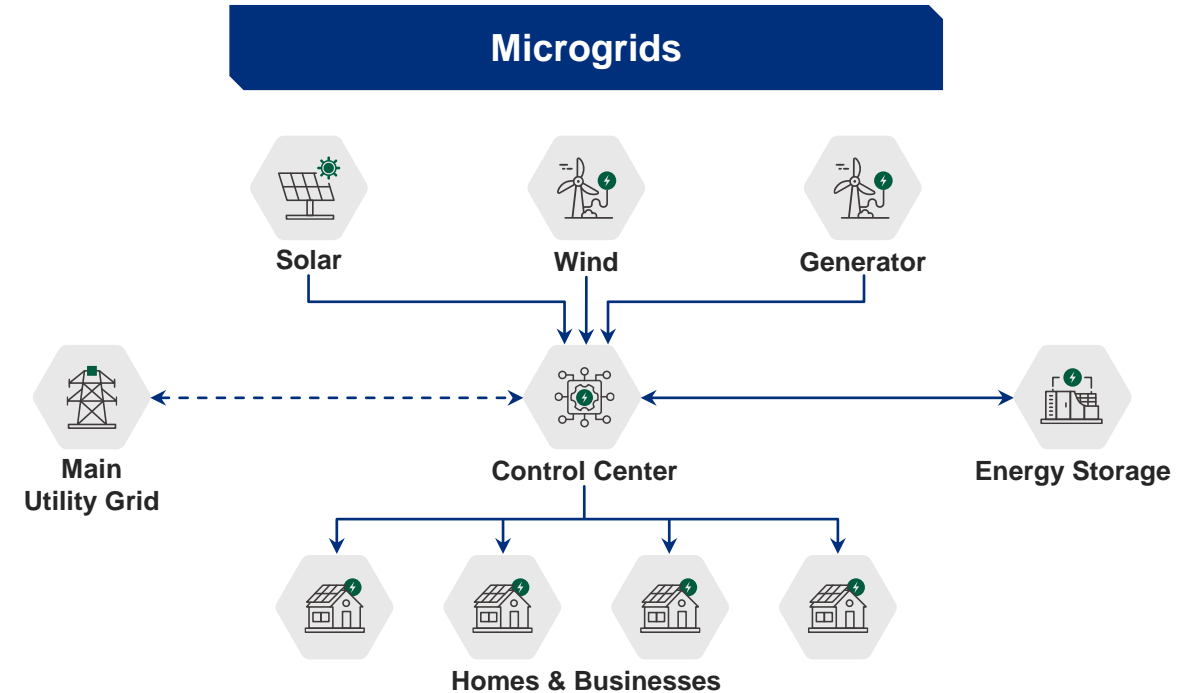 Microgrids
Solar
Wind
Generator
Main
Utility Grid
Control Center
Energy Storage
Homes & Businesses